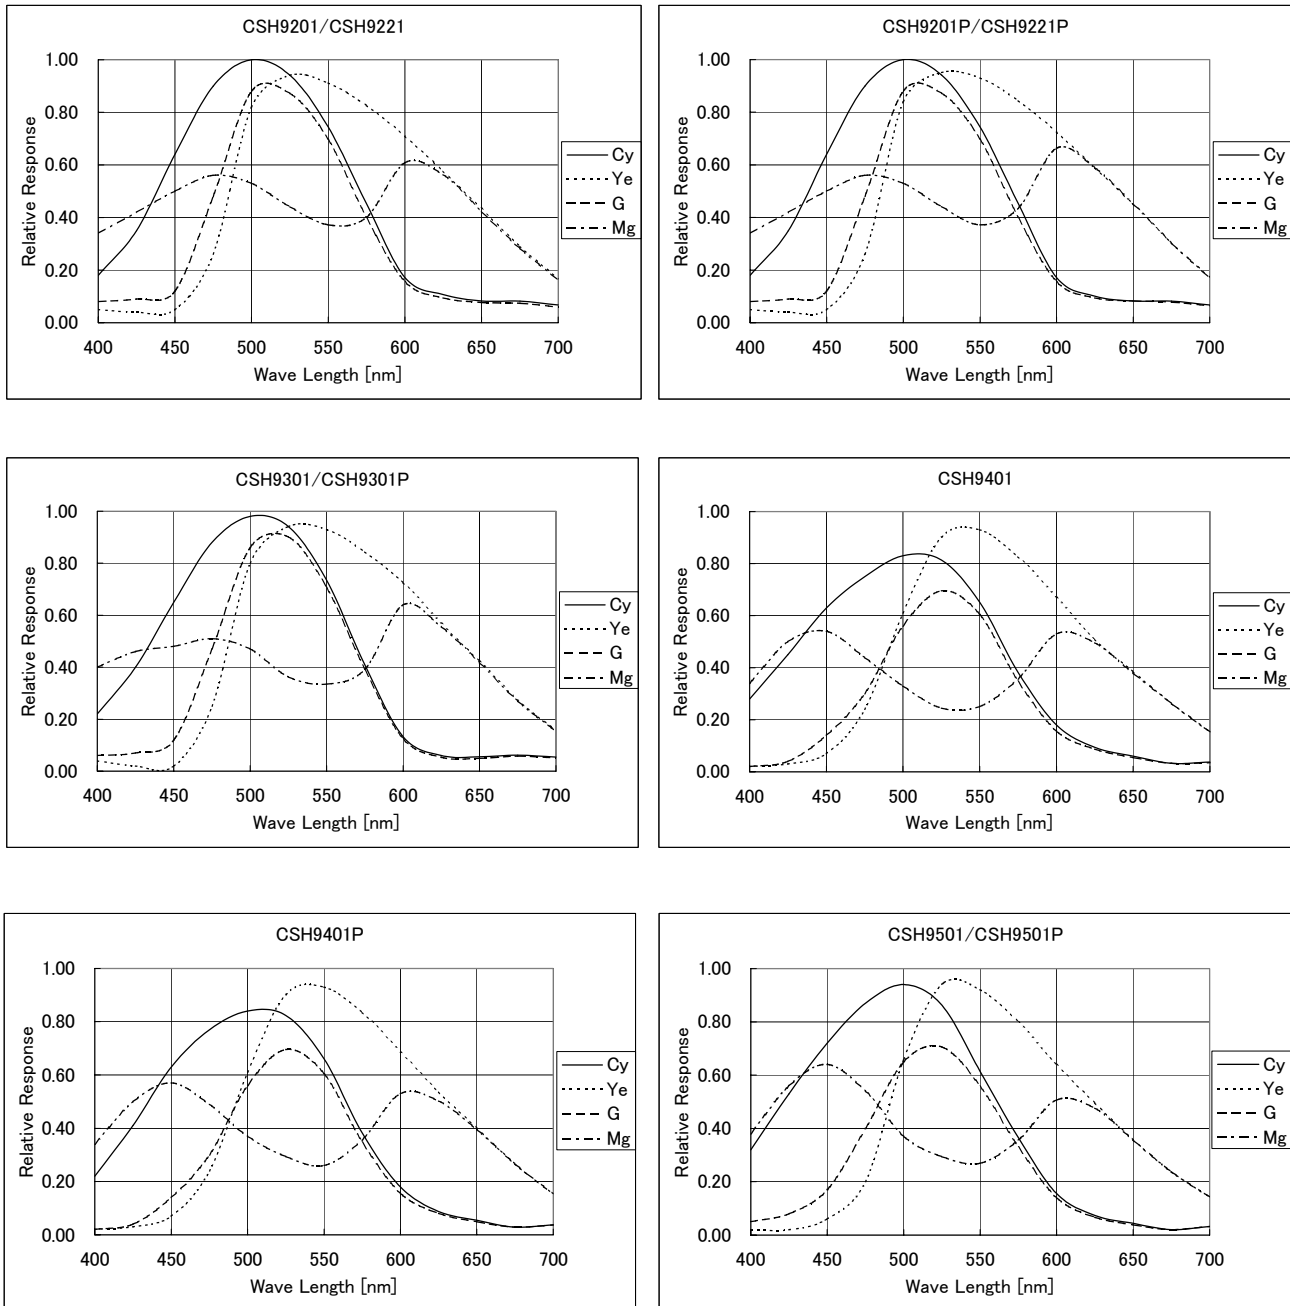 CSH9201/CSH9221
Relative Response
1.00
0.80
0.60
0.40
0.20
0.00
400 450 500 550 600 650 700
Wave Length [nm]
Cy
Ye
G
Mg
CSH9201P/CSH9221P
Relative Response
1.00
0.80
0.60
0.40
0.20
0.00
400 450 500 550 600 650 700
Wave Length [nm]
Cy
Ye
G
Mg
CSH9301/CSH9301P
Relative Response
1.00
0.80
0.60
0.40
0.20
0.00
400 450 500 550 600 650 700
Wave Length [nm]
Cy
Ye
G
Mg
CSH9401
Relative Response
1.00
0.80
0.60
0.40
0.20
0.00
400 450 500 550 600 650 700
Wave Length [nm]
Cy
Ye
G
Mg
CSH9401P
Relative Response
1.00
0.80
0.60
0.40
0.20
0.00
400 450 500 550 600 650 700
Wave Length [nm]
Cy
Ye
G
Mg
CSH9501/CSH9501P
Relative Response
1.00
0.80
0.60
0.40
0.20
0.00
400 450 500 550 600 650 700
Wave Length [nm]
Cy
Ye
G
Mg